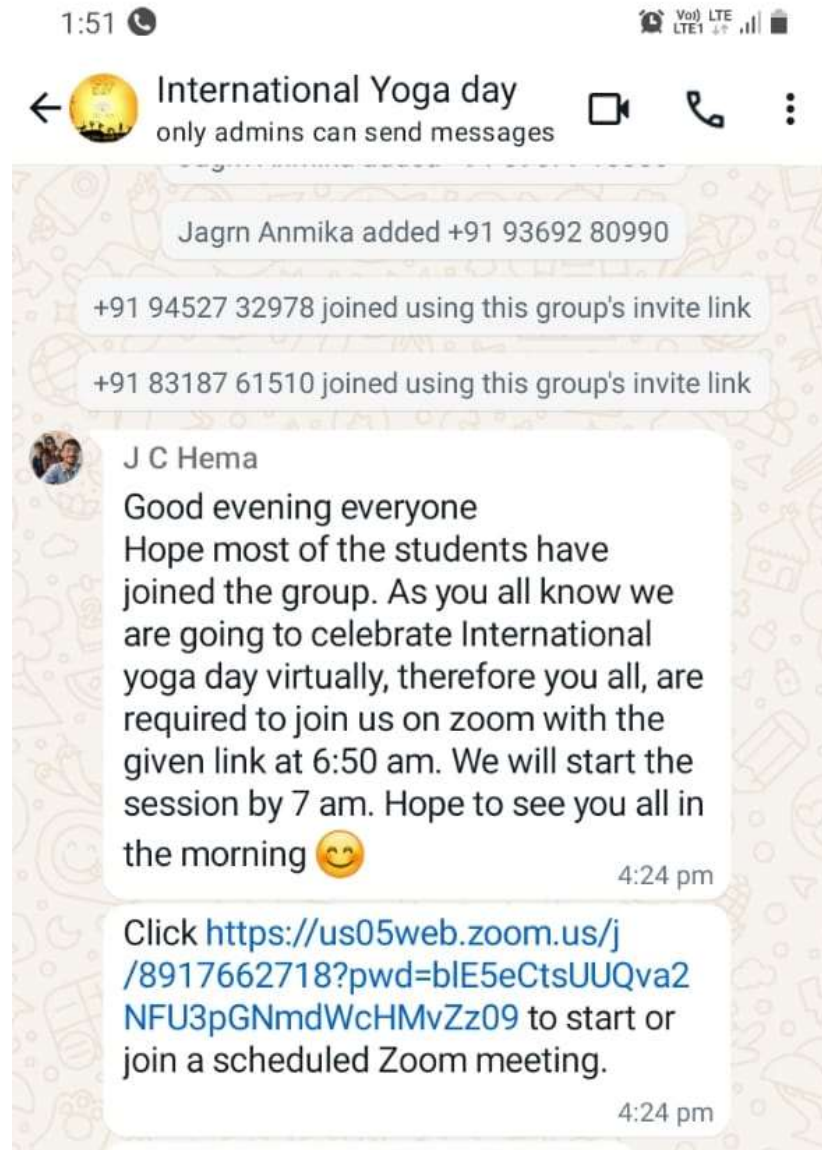 1:51 Vo) LTE
LTE1
International Yoga day
only admins can send messages
Jagrn Anmika added +91 93692 80990
+91 94527 32978 joined using this group's invite link
+91 83187 61510 joined using this group's invite link
J C Hema
Good evening everyone
Hope most of the students have
joined the group. As you all know we
are going to celebrate International
yoga day virtually, therefore you all, are
required to join us on zoom with the
given link at 6:50 am. We will start the
session by 7 am. Hope to see you all in
the morning 😊
4:24 pm
Click https://us05web.zoom.us/j
/8917662718?pwd=blE5eCtsUUQva2
NFU3pGNmdWcHMvZz09 to start or
join a scheduled Zoom meeting.
4:24 pm